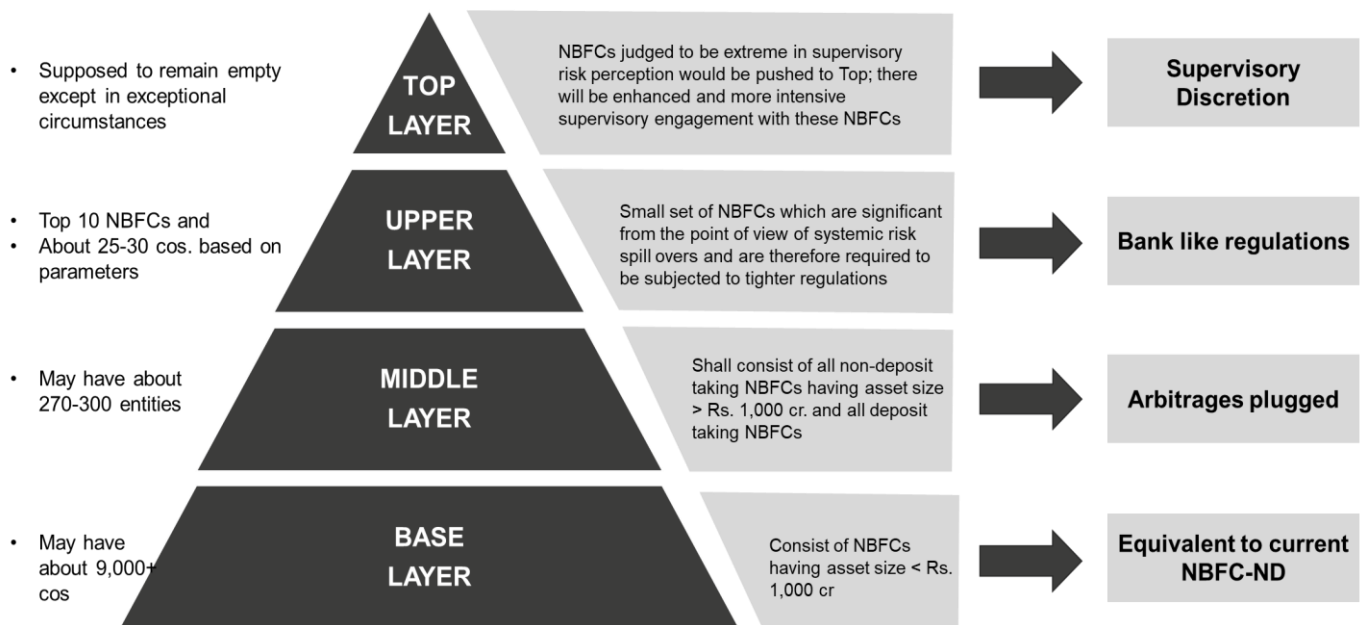 • Supposed to remain empty
except in exceptional
circumstances
TOP
LAYER
NBFCs judged to be extreme in supervisory
risk perception would be pushed to Top; there
will be enhanced and more intensive
supervisory engagement with these NBFCs
Supervisory
Discretion
• Top 10 NBFCs and
• About 25-30 cos. based on
parameters
UPPER
LAYER
Small set of NBFCs which are significant
from the point of view of systemic risk
spill overs and are therefore required to
be subjected to tighter regulations
Bank like regulations
• May have about
270-300 entities
MIDDLE
LAYER
Shall consist of all non-deposit
taking NBFCs having asset size
> Rs. 1,000 cr. and all deposit
taking NBFCs
Arbitrages plugged
• May have
about 9,000+
cos
BASE
LAYER
Consist of NBFCs
having asset size < Rs.
1,000 cr
Equivalent to current
NBFC-ND